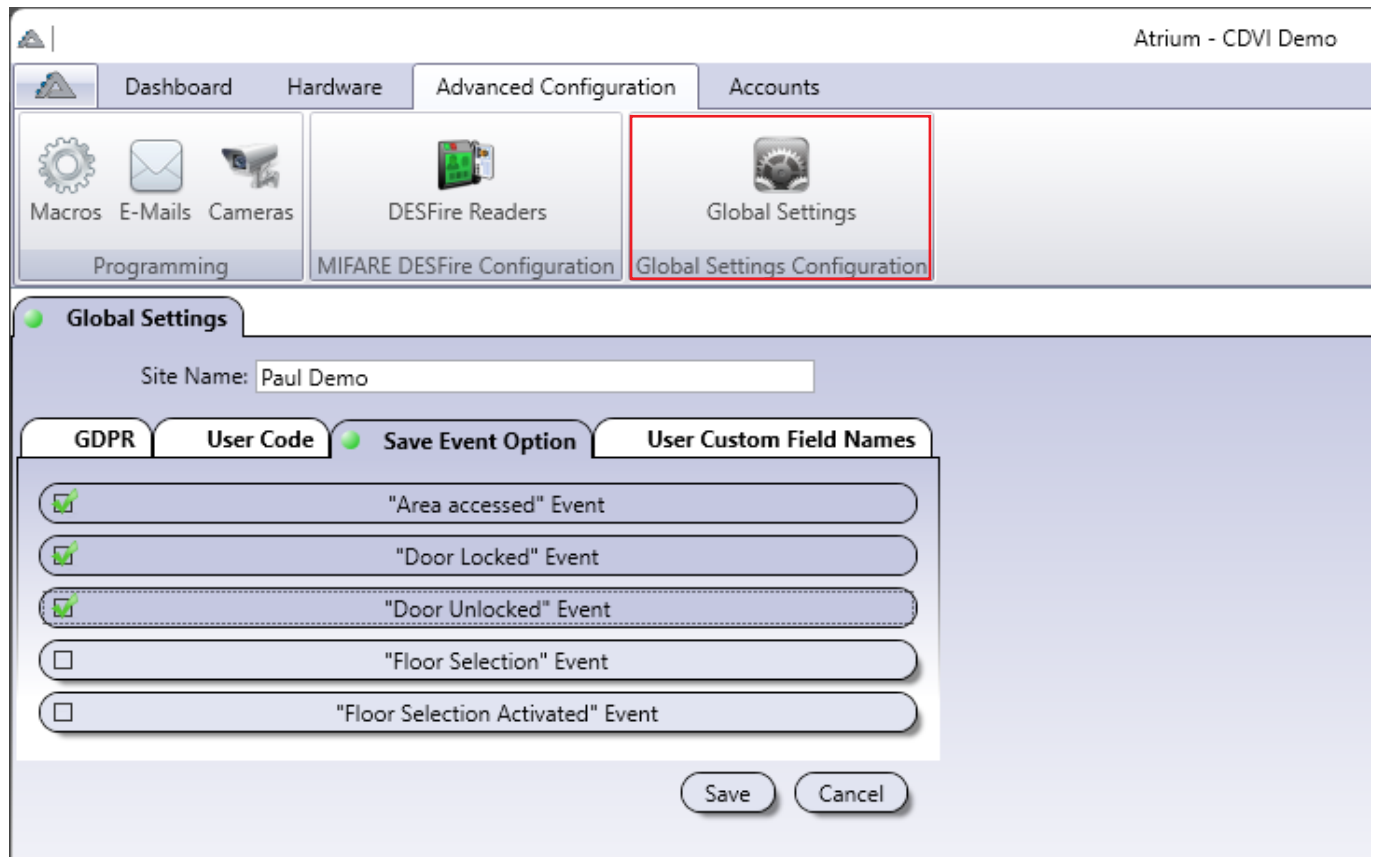 Atrium - CDVI Demo
Dashboard Hardware Advanced Configuration Accounts
Macros E-Mails Cameras DESFire Readers Global Settings
Programming MIFARE DESFire Configuration Global Settings Configuration
Global Settings
Site Name: Paul Demo
GDPR User Code Save Event Option User Custom Field Names
"Area accessed" Event
"Door Locked" Event
"Door Unlocked" Event
"Floor Selection" Event
"Floor Selection Activated" Event
Save Cancel